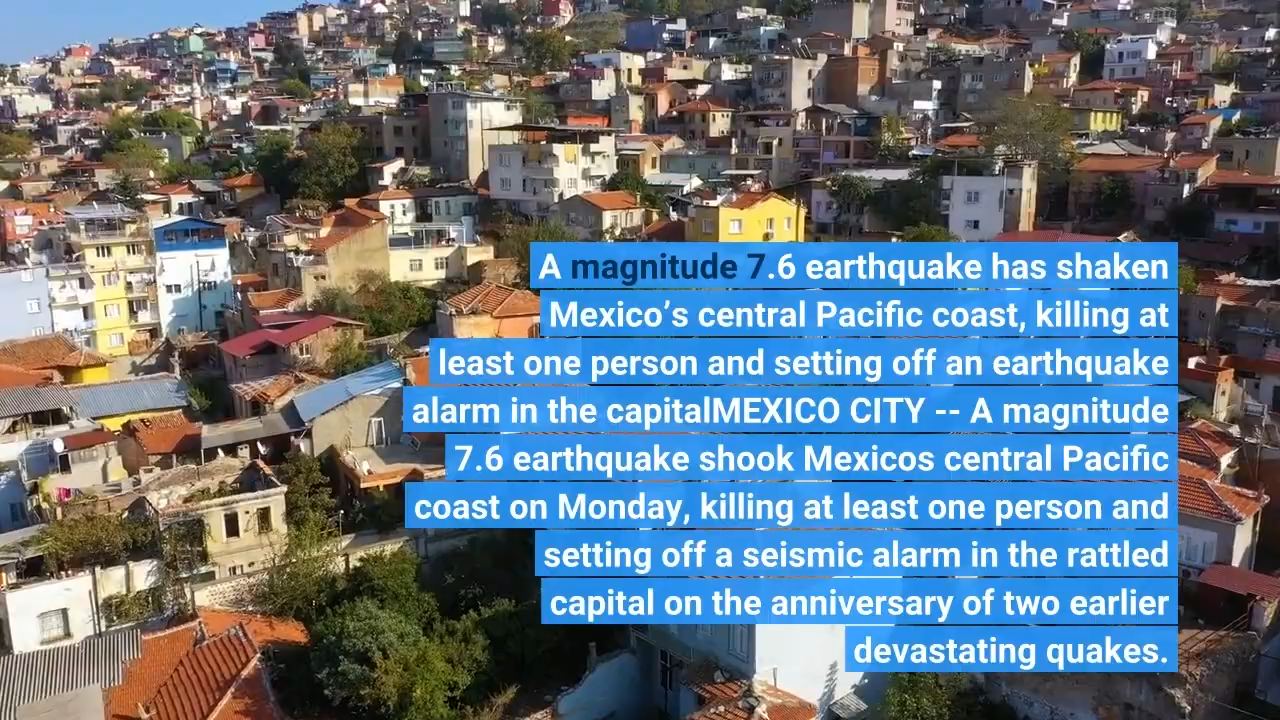 A magnitude 7.6 earthquake has shaken
Mexico’s central Pacific coast, killing at
least one person and setting off an earthquake
alarm in the capitalMEXICO CITY -- A magnitude
7.6 earthquake shook Mexicos central Pacific
coast on Monday, killing at least one person and
setting off a seismic alarm in the rattled
capital on the anniversary of two earlier
devastating quakes.